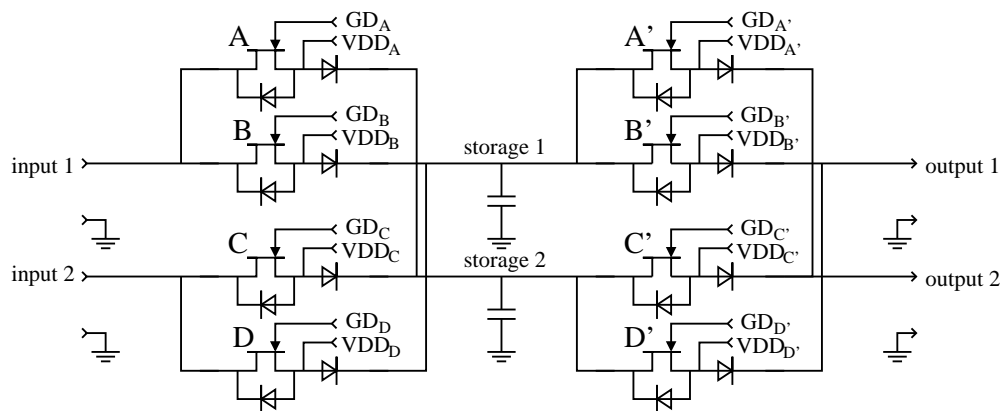 A GD_A VDD_A
A’ GD_A’ VDD_A’
input 1 B GD_B VDD_B
storage 1
B’ GD_B’ VDD_B’ output 1
C GD_C VDD_C
input 2
storage 2
C’ GD_C’ VDD_C’
output 2
D GD_D VDD_D
D’ GD_D’ VDD_D’